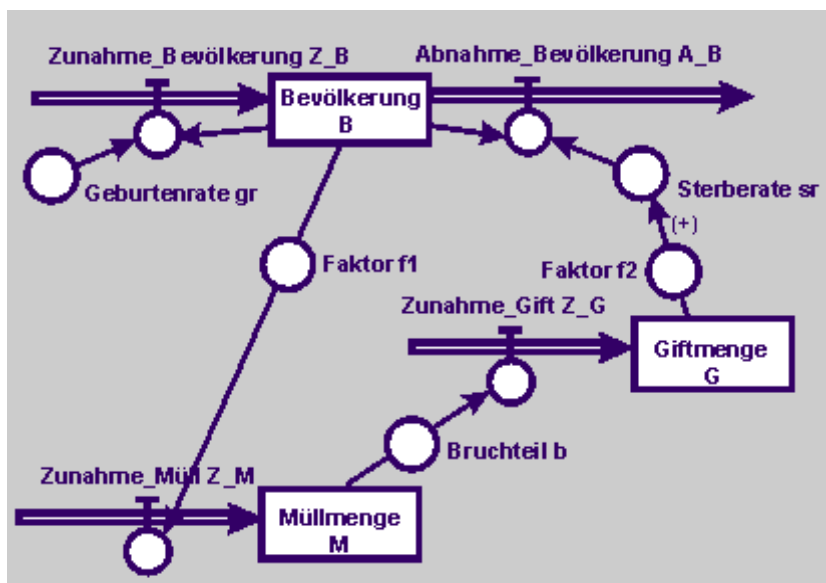 Zunahme_Bevölkerung Z_B
Abnahme_Bevölkerung A_B
Bevölkerung
B
Geburtenrate gr
Sterberate sr
(+)
Faktor f1
Faktor f2
Zunahme_Gift Z_G
Giftmenge
G
Bruchteil b
Zunahme_Müll Z_M
Müllmenge
M